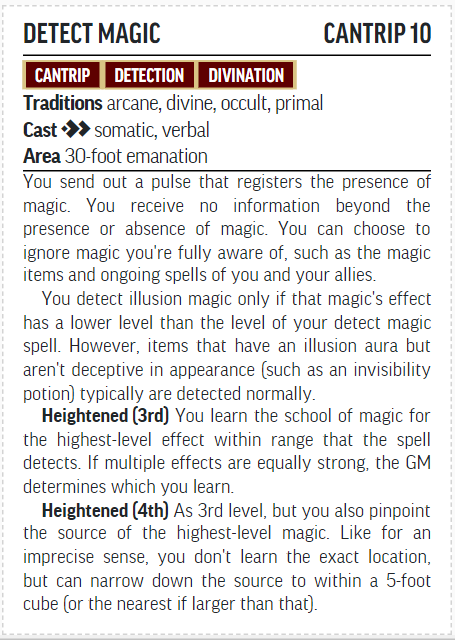 DETECT MAGIC CANTRIP 10
CANTRIP DETECTION DIVINATION
Traditions arcane, divine, occult, primal
Cast somatic, verbal
Area 30-foot emanation
You send out a pulse that registers the presence of
magic. You receive no information beyond the
presence or absence of magic. You can choose to
ignore magic you're fully aware of, such as the magic
items and ongoing spells of you and your allies.
You detect illusion magic only if that magic's effect
has a lower level than the level of your detect magic
spell. However, items that have an illusion aura but
aren't deceptive in appearance (such as an invisibility
potion) typically are detected normally.
Heightened (3rd) You learn the school of magic for
the highest-level effect within range that the spell
detects. If multiple effects are equally strong, the GM
determines which you learn.
Heightened (4th) As 3rd level, but you also pinpoint
the source of the highest-level magic. Like for an
imprecise sense, you don't learn the exact location,
but can narrow down the source to within a 5-foot
cube (or the nearest if larger than that).